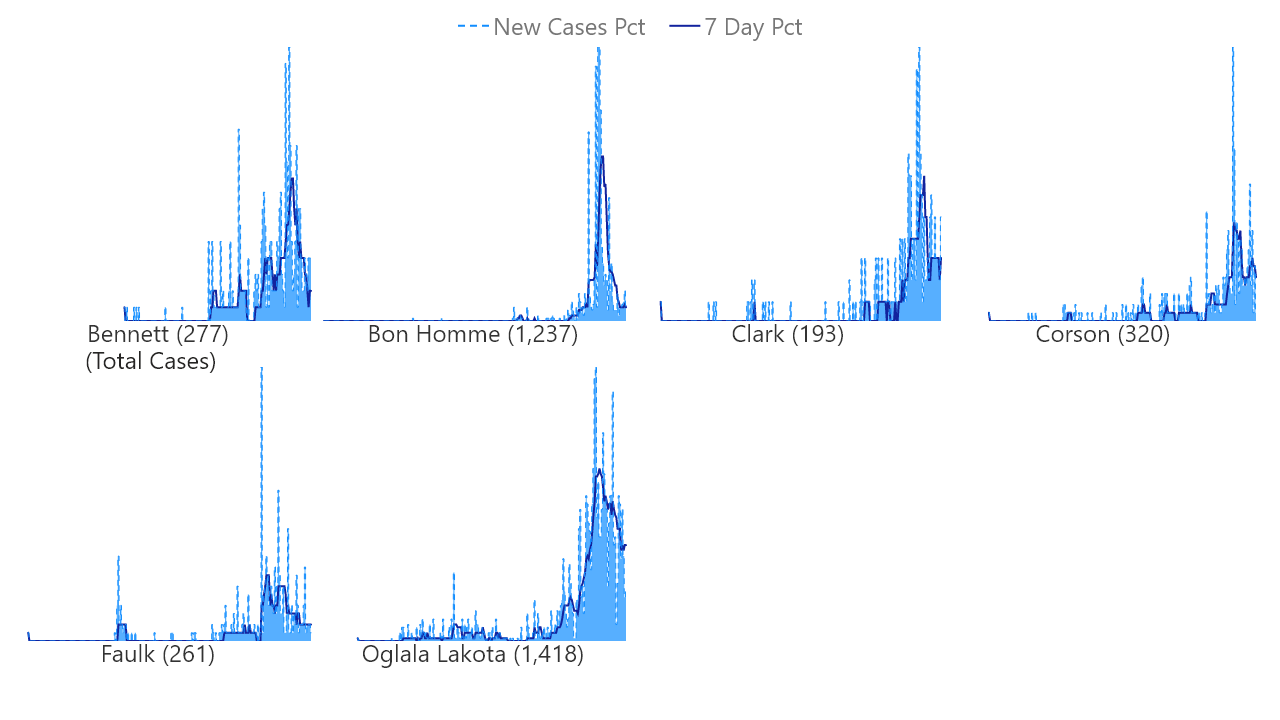 New Cases Pct 7 Day Pct
Bennett (277)
(Total Cases)
Bon Homme (1,237)
Clark (193)
Corson (320)
Faulk (261)
Oglala Lakota (1,418)